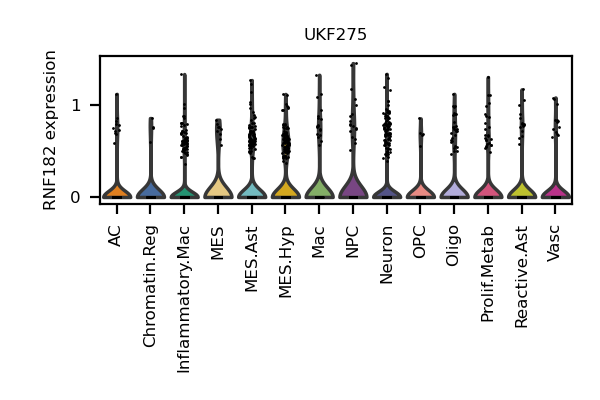 UKF275
RNF182 expression
1
0
AC
Chromatin.Reg
Inflammatory.Mac
MES
MES.Ast
MES.Hyp
Mac
NPC
Neuron
OPC
Oligo
Prolif.Metab
Reactive.Ast
Vasc